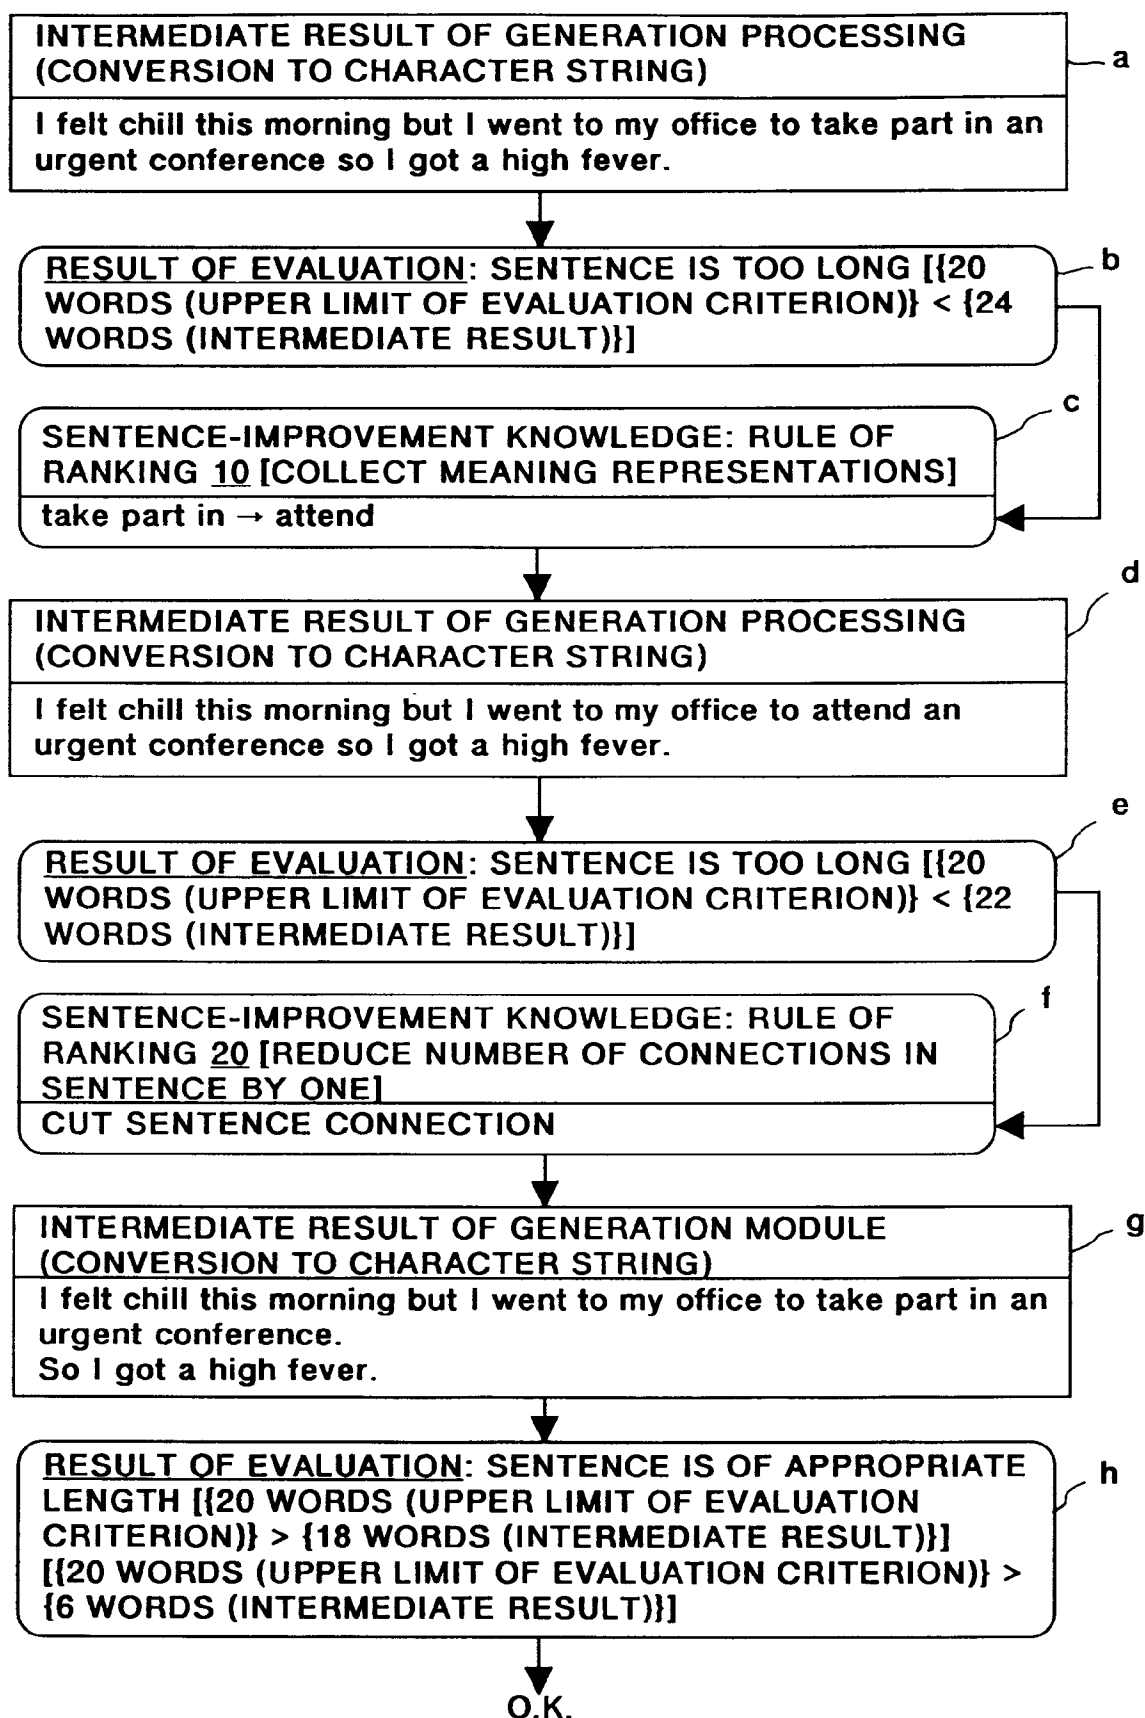 INTERMEDIATE RESULT OF GENERATION PROCESSING
(CONVERSION TO CHARACTER STRING)
a
I felt chill this morning but I went to my office to take part in an
urgent conference so I got a high fever.
b
RESULT OF EVALUATION: SENTENCE IS TOO LONG [{20
WORDS (UPPER LIMIT OF EVALUATION CRITERION)} < {24
WORDS (INTERMEDIATE RESULT)}]
c
SENTENCE-IMPROVEMENT KNOWLEDGE: RULE OF
RANKING 10 [COLLECT MEANING REPRESENTATIONS]
take part in → attend
d
INTERMEDIATE RESULT OF GENERATION PROCESSING
(CONVERSION TO CHARACTER STRING)
I felt chill this morning but I went to my office to attend an
urgent conference so I got a high fever.
e
RESULT OF EVALUATION: SENTENCE IS TOO LONG [{20
WORDS (UPPER LIMIT OF EVALUATION CRITERION)} < {22
WORDS (INTERMEDIATE RESULT)}]
f
SENTENCE-IMPROVEMENT KNOWLEDGE: RULE OF
RANKING 20 [REDUCE NUMBER OF CONNECTIONS IN
SENTENCE BY ONE]
CUT SENTENCE CONNECTION
g
INTERMEDIATE RESULT OF GENERATION MODULE
(CONVERSION TO CHARACTER STRING)
I felt chill this morning but I went to my office to take part in an
urgent conference.
So I got a high fever.
h
RESULT OF EVALUATION: SENTENCE IS OF APPROPRIATE
LENGTH [{20 WORDS (UPPER LIMIT OF EVALUATION
CRITERION)} > {18 WORDS (INTERMEDIATE RESULT)}]
[{20 WORDS (UPPER LIMIT OF EVALUATION CRITERION)} >
{6 WORDS (INTERMEDIATE RESULT)}]
O.K.